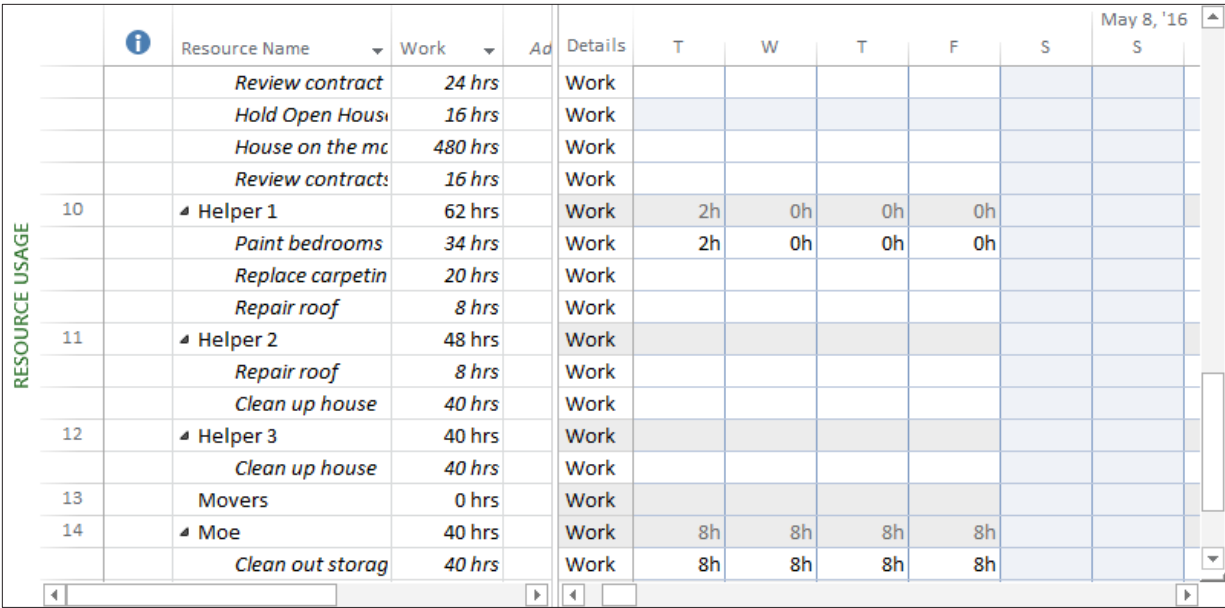 May 8, '16
Resource Name Work Ad Details T W T F S S
Review contract 24 hrs Work
Hold Open Hous 16 hrs Work
House on the ma 480 hrs Work
Review contracts 16 hrs Work
10 Helper 1 62 hrs Work 2h 0h 0h 0h
Paint bedrooms 34 hrs Work 2h 0h 0h 0h
Replace carpetin 20 hrs Work
Repair roof 8 hrs Work
11 Helper 2 48 hrs Work
Repair roof 8 hrs Work
Clean up house 40 hrs Work
12 Helper 3 40 hrs Work
Clean up house 40 hrs Work
13 Movers 0 hrs Work
14 Moe 40 hrs Work 8h 8h 8h 8h
Clean out storag 40 hrs Work 8h 8h 8h 8h
RESOURCE USAGE